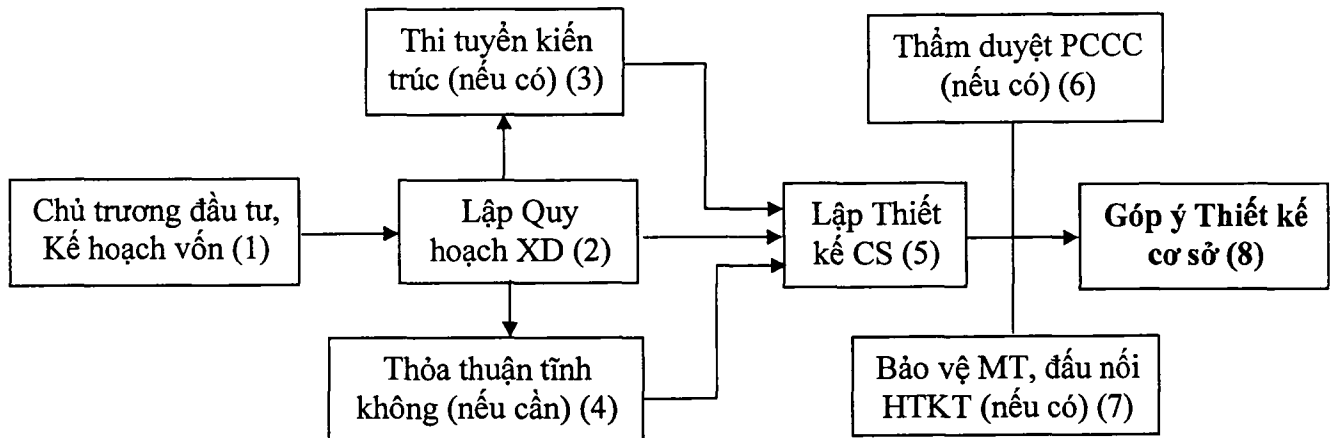 Thi tuyển kiến
trúc (nếu có) (3)
Thẩm duyệt PCCC
(nếu có) (6)
Chủ trương đầu tư,
Kế hoạch vốn (1)
Lập Quy
hoạch XD (2)
Lập Thiết
kế CS (5)
Góp ý Thiết kế
cơ sở (8)
Thỏa thuận tĩnh
không (nếu cần) (4)
Bảo vệ MT, đấu nối
HTKT (nếu có) (7)